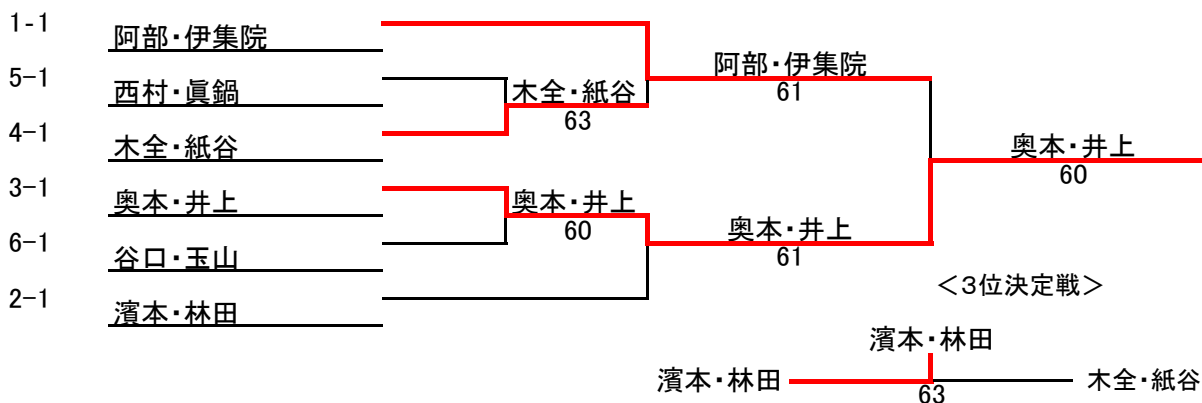 1-1
阿部・伊集院
5-1
西村・眞鍋
4-1
木全・紙谷
3-1
奥本・井上
6-1
谷口・玉山
2-1
濱本・林田
木全・紙谷
63
奥本・井上
60
阿部・伊集院
61
奥本・井上
61
奥本・井上
60
＜3位決定戦＞
濱本・林田
濱本・林田
63
木全・紙谷